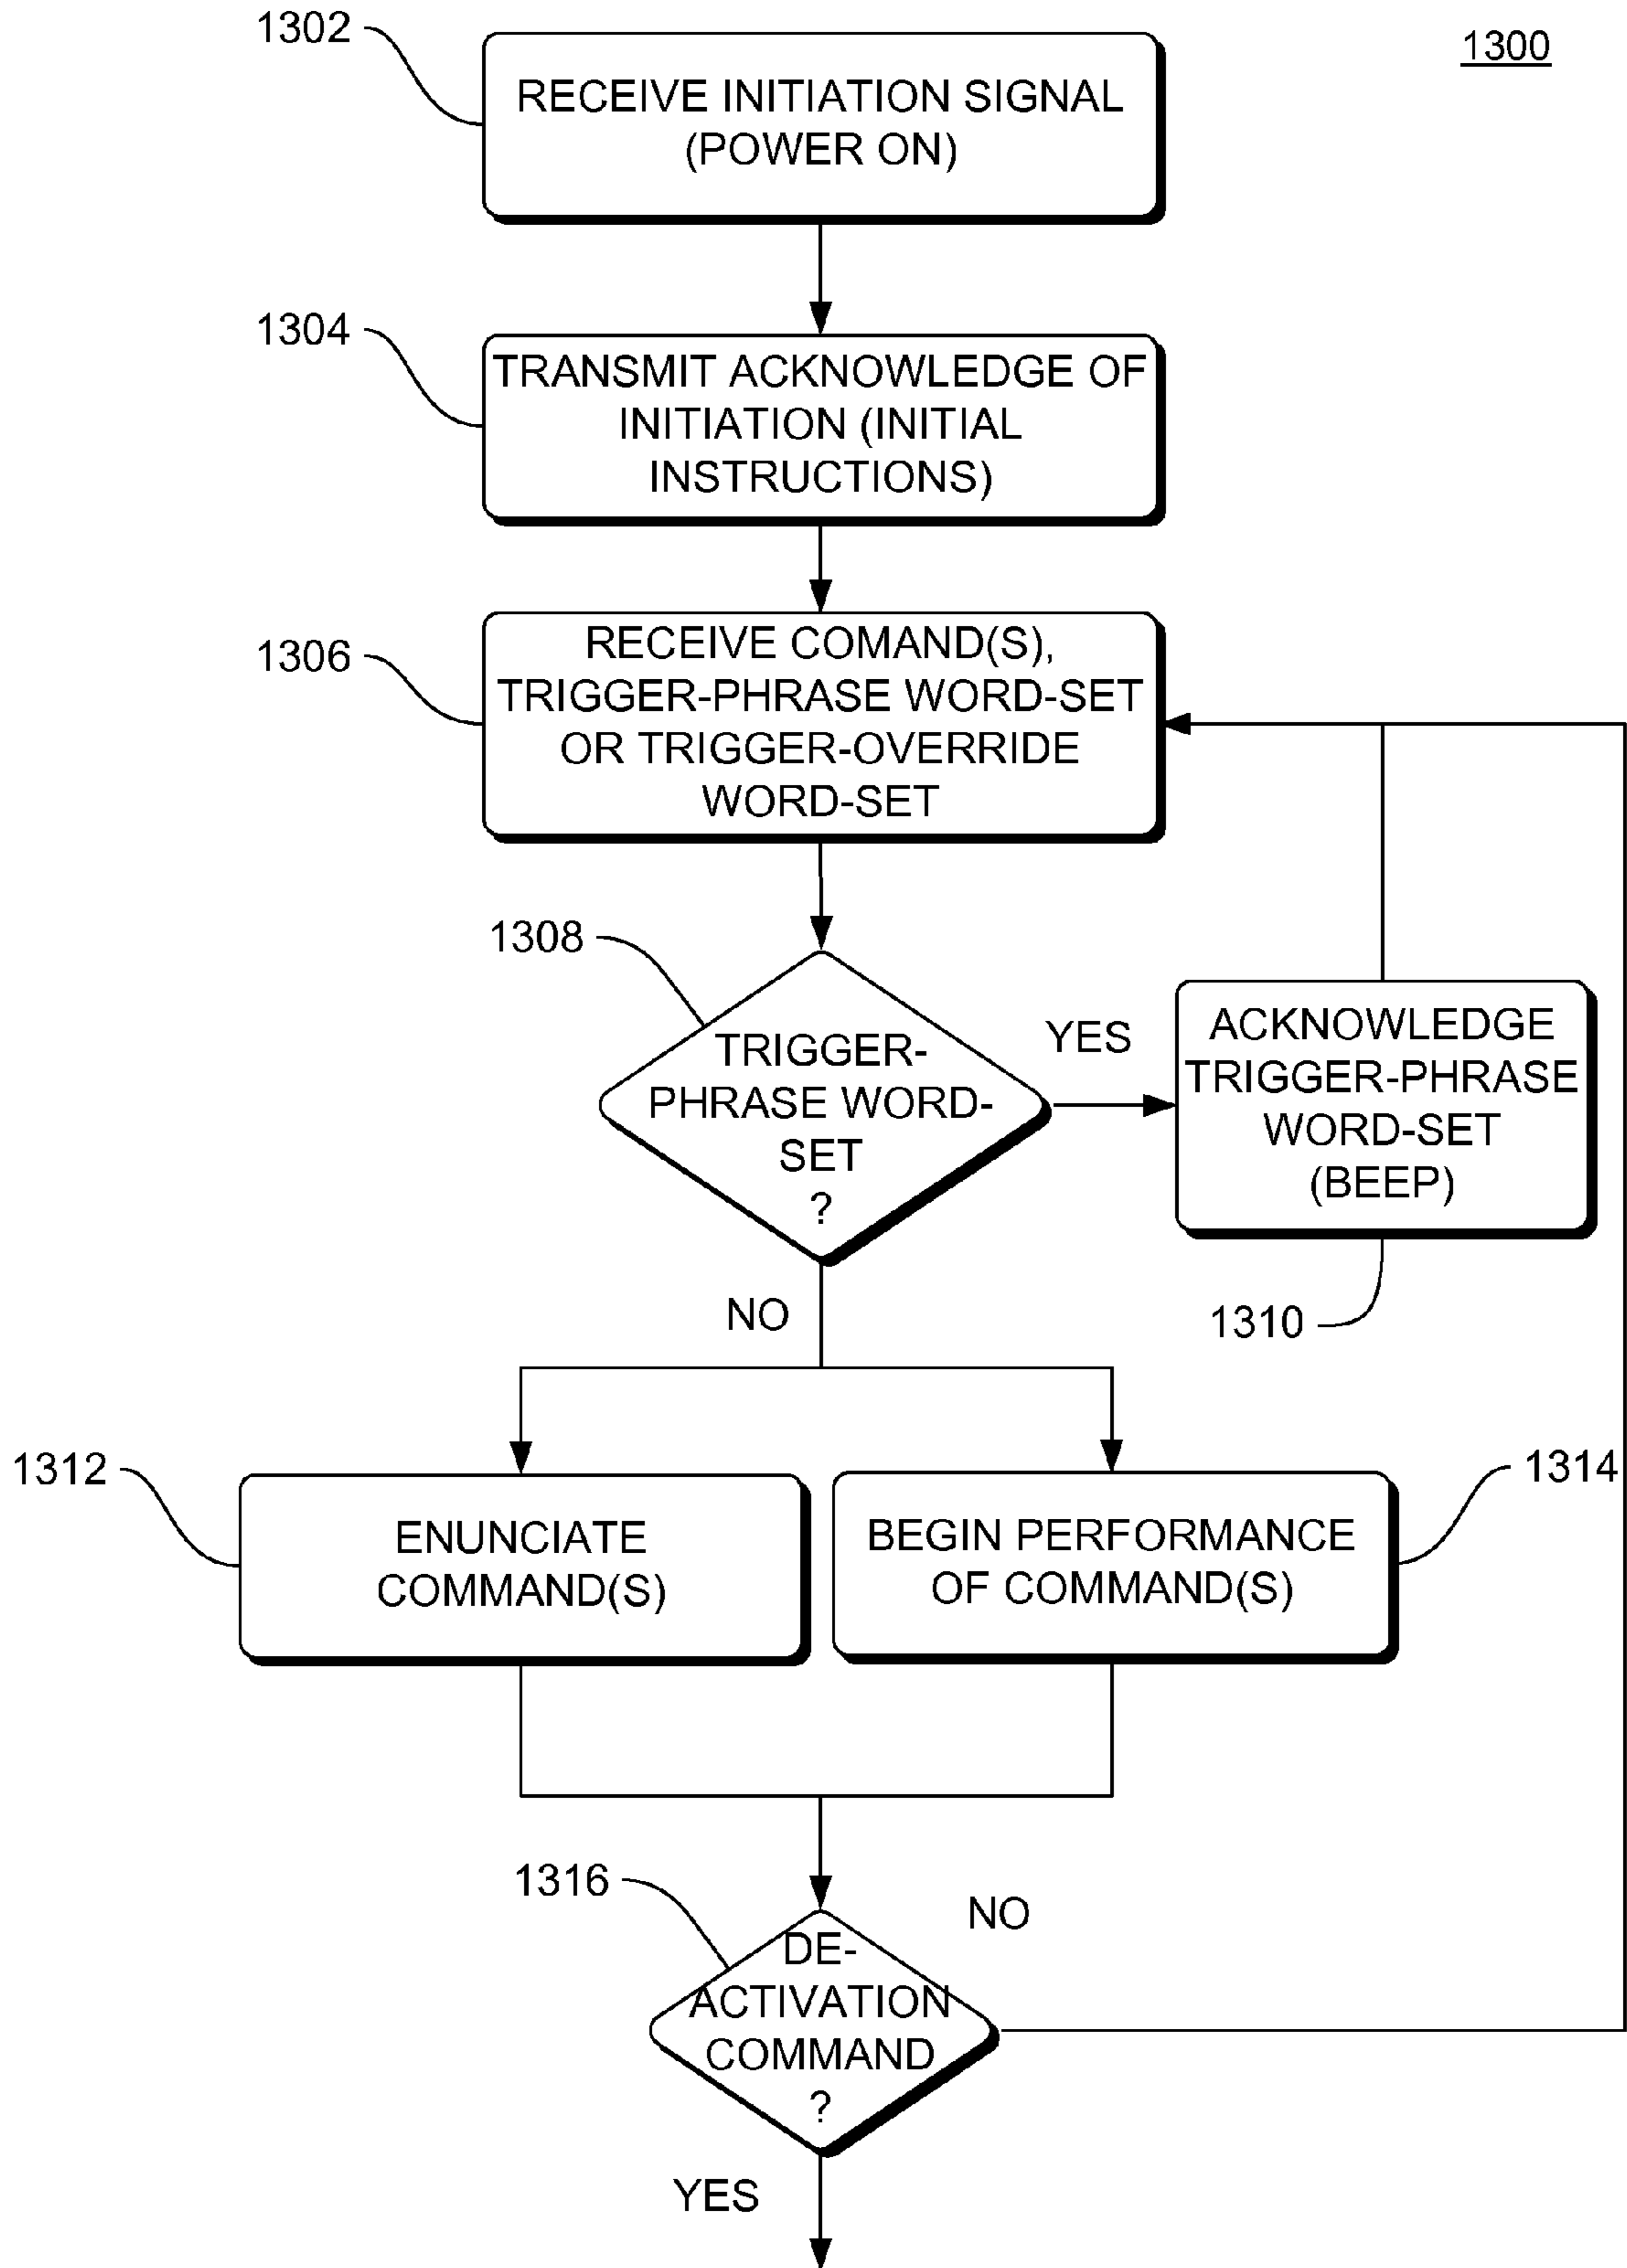 1302
1300
RECEIVE INITIATION SIGNAL
(POWER ON)
1304
TRANSMIT ACKNOWLEDGE OF
INITIATION (INITIAL
INSTRUCTIONS)
1306
RECEIVE COMAND(S),
TRIGGER-PHRASE WORD-SET
OR TRIGGER-OVERRIDE
WORD-SET
1308
TRIGGER-
PHRASE WORD-
SET
?
YES
ACKNOWLEDGE
TRIGGER-PHRASE
WORD-SET
(BEEP)
1310
NO
1312
ENUNCIATE
COMMAND(S)
BEGIN PERFORMANCE
OF COMMAND(S)
1314
1316
DE-
ACTIVATION
COMMAND
?
NO
YES